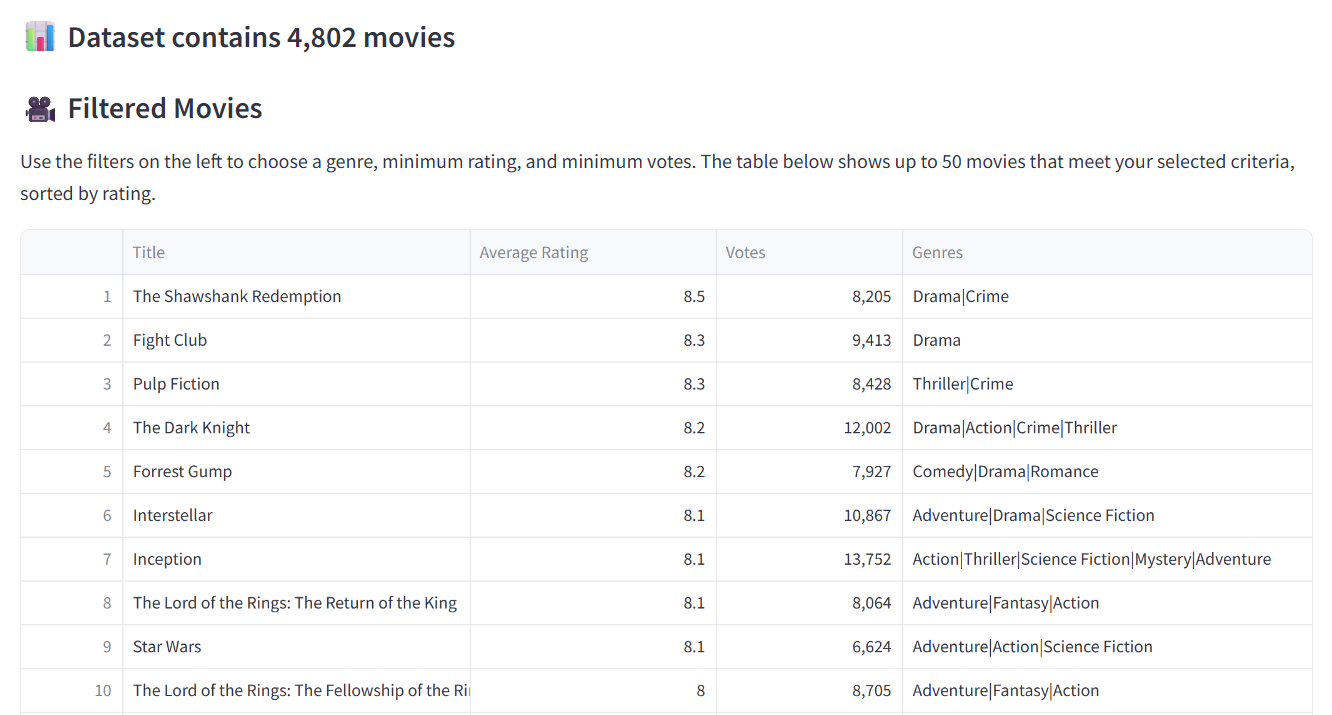 Dataset contains 4,802 movies
Filtered Movies
Use the filters on the left to choose a genre, minimum rating, and minimum votes. The table below shows up to 50 movies that meet your selected criteria,
sorted by rating.
Title Average Rating Votes Genres
1 The Shawshank Redemption 8.5 8,205 Drama|Crime
2 Fight Club 8.3 9,413 Drama
3 Pulp Fiction 8.3 8,428 Thriller|Crime
4 The Dark Knight 8.2 12,002 Drama|Action|Crime|Thriller
5 Forrest Gump 8.2 7,927 Comedy|Drama|Romance
6 Interstellar 8.1 10,867 Adventure|Drama|Science Fiction
7 Inception 8.1 13,752 Action|Thriller|Science Fiction|Mystery|Adventure
8 The Lord of the Rings: The Return of the King 8.1 8,064 Adventure|Fantasy|Action
9 Star Wars 8.1 6,624 Adventure|Action|Science Fiction
10 The Lord of the Rings: The Fellowship of the Ri 8 8,705 Adventure|Fantasy|Action